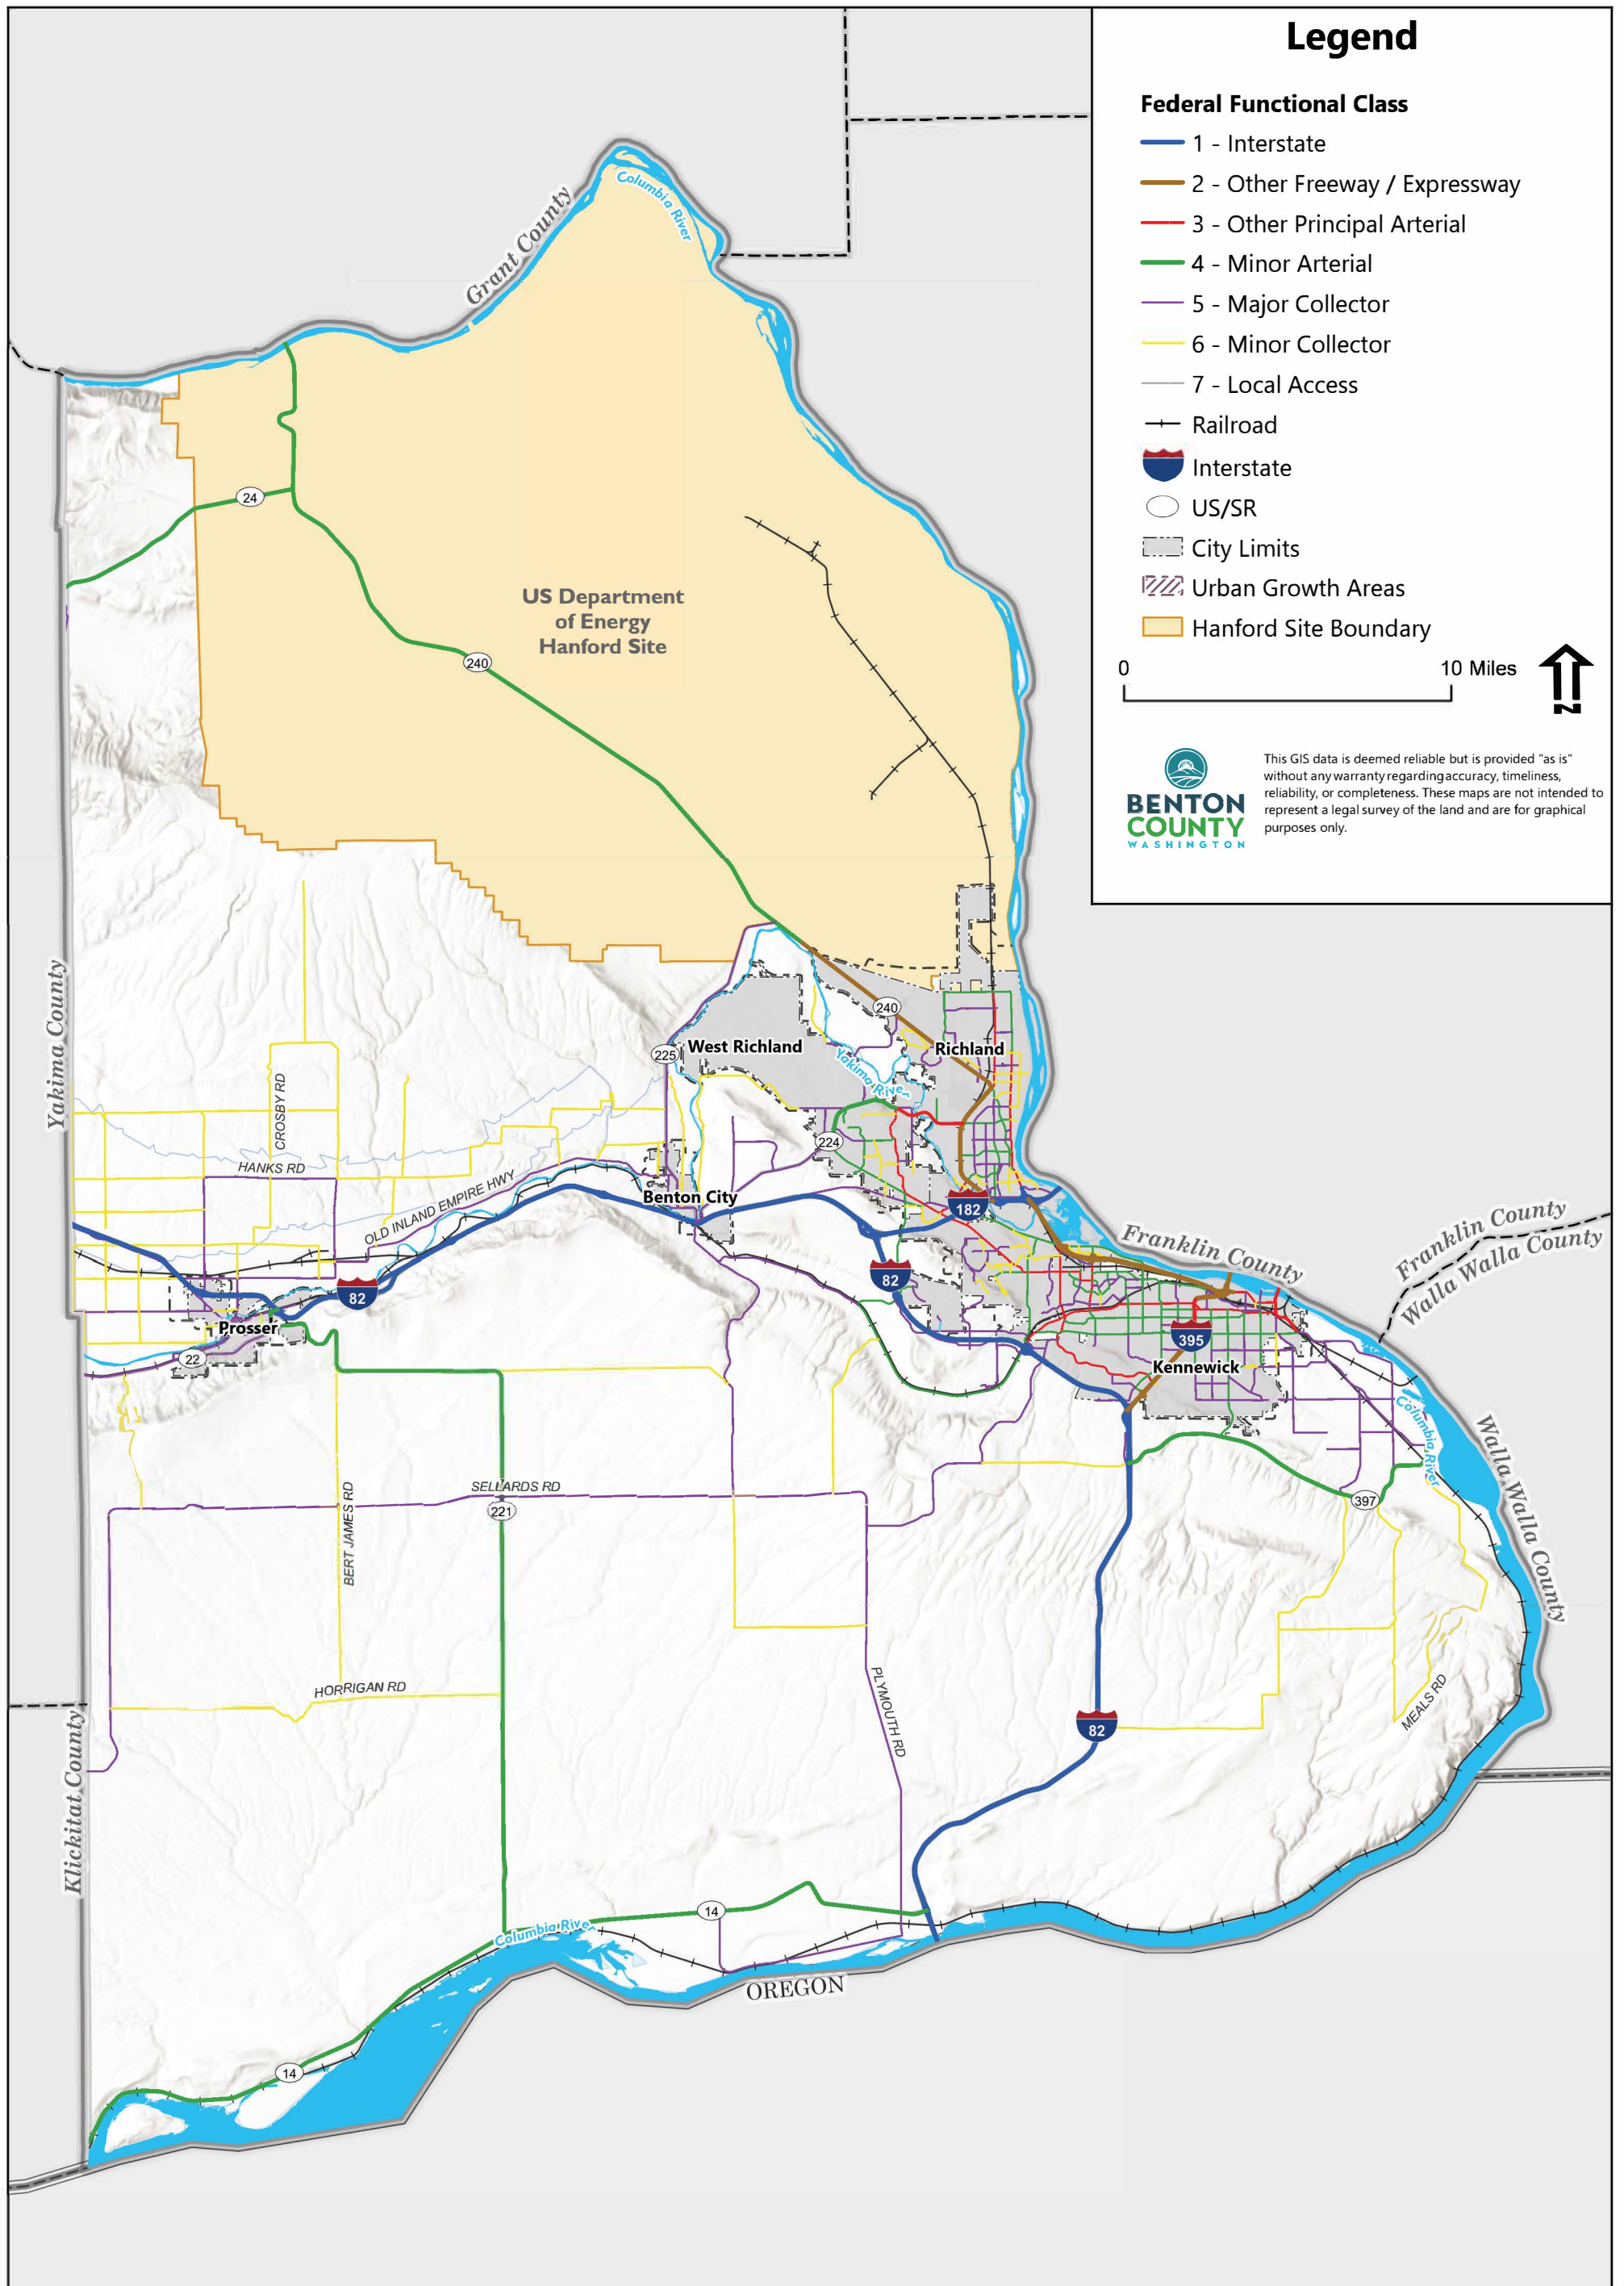 Legend
Federal Functional Class
1 - Interstate
2 - Other Freeway / Expressway
3 - Other Principal Arterial
4 - Minor Arterial
5 - Major Collector
6 - Minor Collector
7 - Local Access
Railroad
Interstate
US/SR
City Limits
Urban Growth Areas
Hanford Site Boundary
0 10 Miles
N
BENTON
COUNTY
WASHINGTON
This GIS data is deemed reliable but is provided "as is"
without any warranty regarding accuracy, timeliness,
reliability, or completeness. These maps are not intended to
represent a legal survey of the land and are for graphical
purposes only.
Columbia River
Grant County
24
US Department
of Energy
Hanford Site
240
Yakima County
240
225
West Richland
Richland
Yakima River
CROSBY RD
224
HANKS RD
OLD INLAND EMPIRE HWY
Benton City
182
Franklin County
Franklin County
Walla Walla County
82
82
Prosser
22
395
Kennewick
Columbia River
Walla Walla County
SELLARDS RD
221
397
BERT JAMES RD
HORRIGAN RD
PLYMOUTH RD
MEALS RD
82
Klickitat County
14
Columbia River
OREGON
14